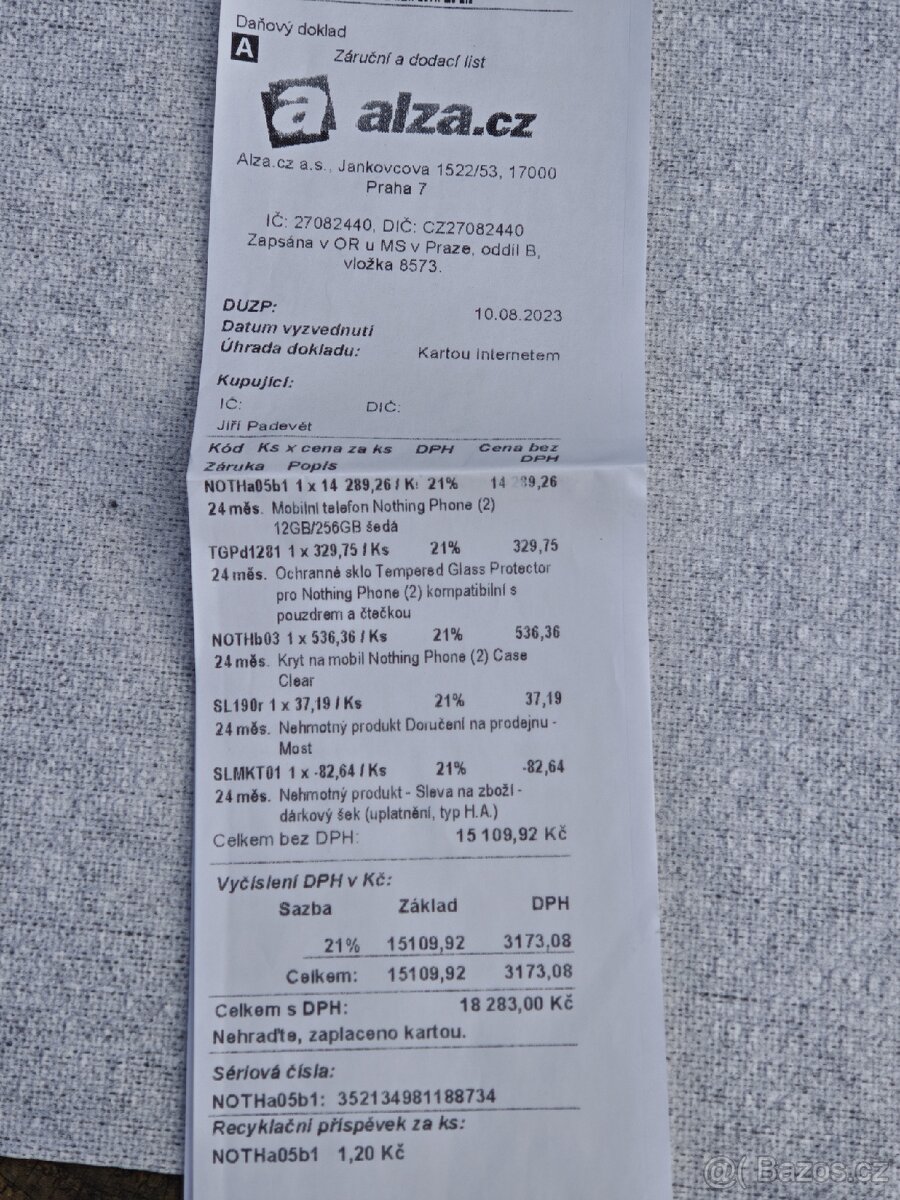 Daňový doklad
A
Záruční a dodací list
a alza.cz
Alza.cz a.s., Jankovcova 1522/53, 17000
Praha 7
IČ: 27082440, DIČ: CZ27082440
Zapsána v OR u MS v Praze, oddíl B,
vložka 8573.
DUZP: 10.08.2023
Datum vyzvednutí
Úhrada dokladu: Kartou internetem
Kupující:
IČ: DIČ:
Jiří Padevět
Kód Ks x cena za ks DPH Cena bez
Záruka Popis DPH
NOTHa05b1 1 x 14 289,26 / K 21% 14 289,26
24 měs. Mobilní telefon Nothing Phone (2)
12GB/256GB šedá
TGPd1281 1 x 329,75 / Ks 21% 329,75
24 měs. Ochranné sklo Tempered Glass Protector
pro Nothing Phone (2) kompatibilní s
pouzdrem a čtečkou
NOTHb03 1 x 536,36 / Ks 21% 536,36
24 měs. Kryt na mobil Nothing Phone (2) Case
Clear
SL190r 1 x 37,19 / Ks 21% 37,19
24 měs. Nehmotný produkt Doručení na prodejnu -
Most
SLMKT01 1 x -82,64 / Ks 21% -82,64
24 měs. Nehmotný produkt - Sleva na zboží -
dárkový šek (uplatnění, typ H.A.)
Celkem bez DPH: 15 109,92 Kč
Vyčíslení DPH v Kč:
Sazba Základ DPH
21% 15109,92 3173,08
Celkem: 15109,92 3173,08
Celkem s DPH: 18 283,00 Kč
Nehraďte, zaplaceno kartou.
Sériová čísla:
NOTHa05b1: 352134981188734
Recyklační příspěvek za ks:
NOTHa05b1 1,20 Kč
@( Bazos.cz